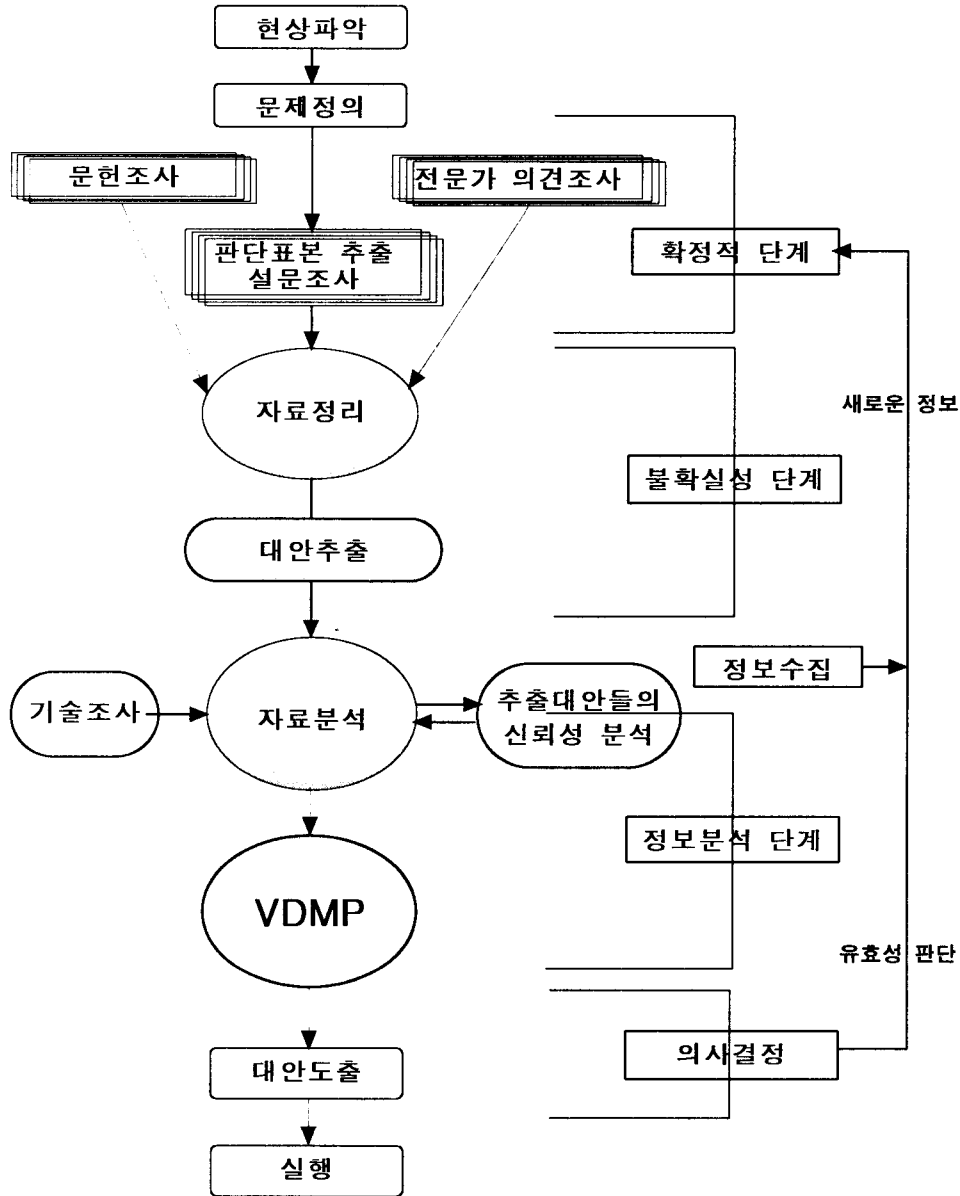 현상파악
문제정의
문헌조사
전문가 의견조사
판단표본 추출
설문조사
확정적 단계
자료정리
새로운 정보
불확실성 단계
대안추출
정보수집
기술조사
자료분석
추출대안들의
신뢰성 분석
정보분석 단계
VDMP
유효성 판단
의사결정
대안도출
실행